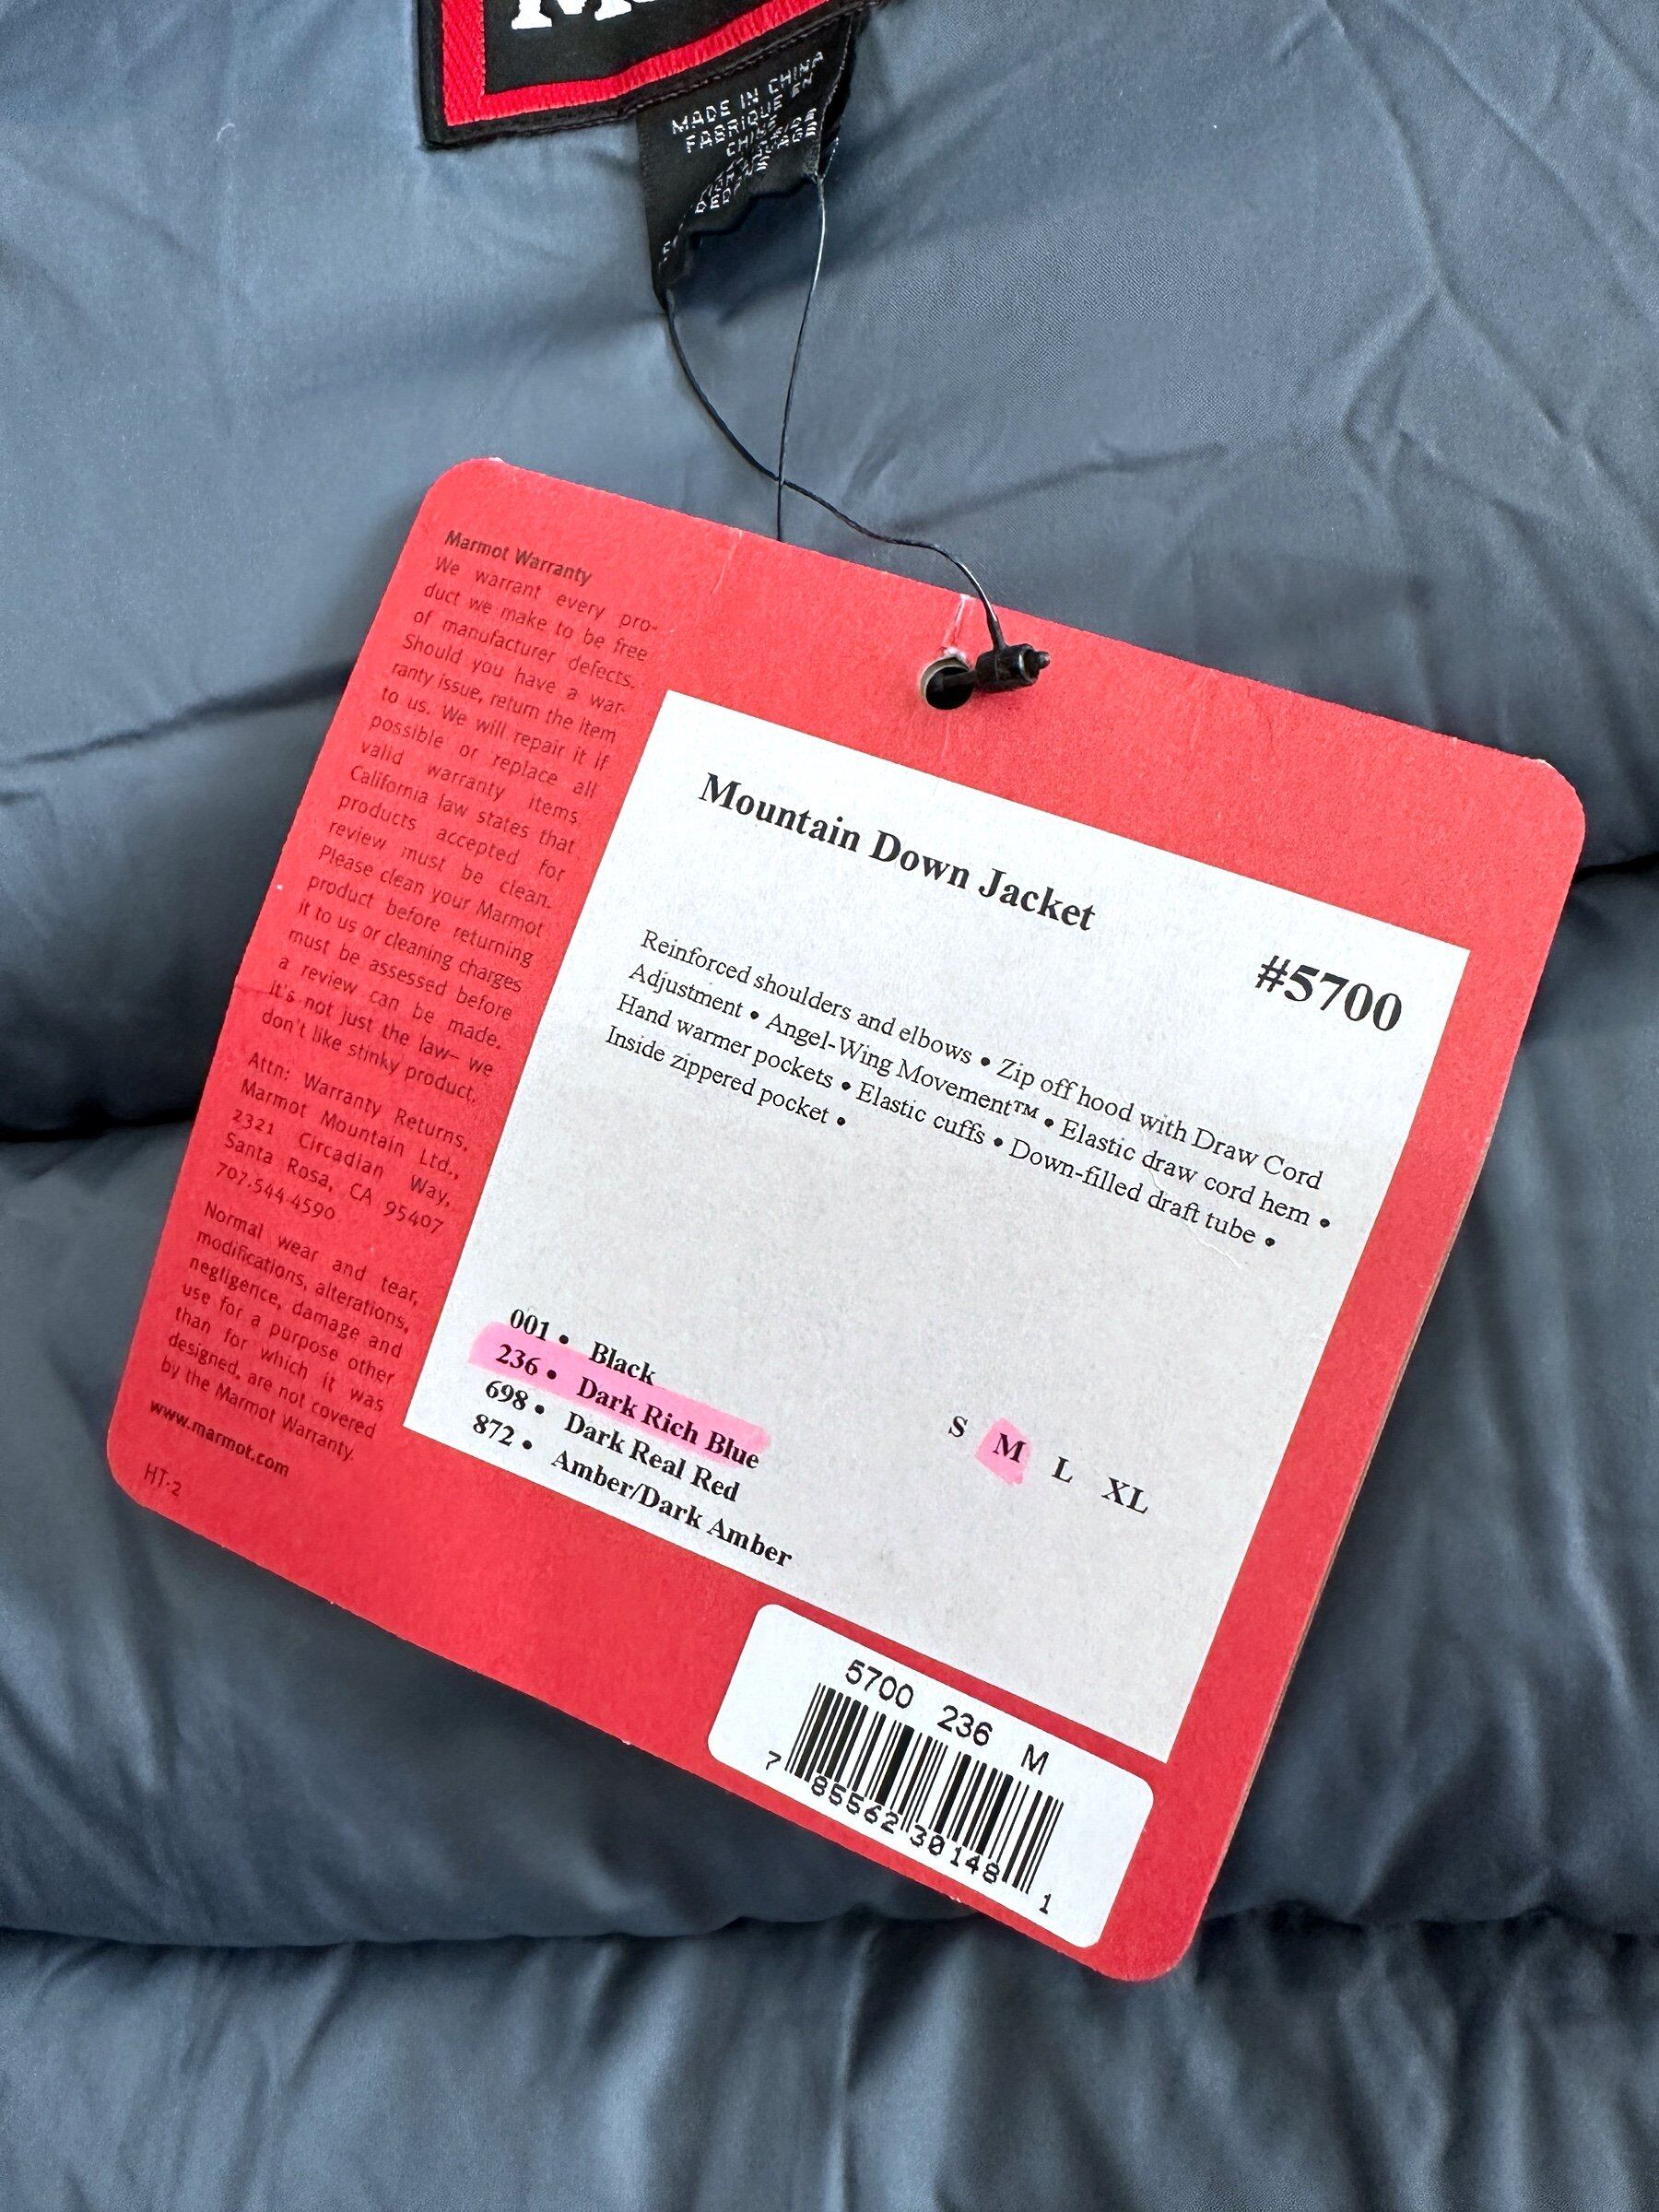 MADE IN CHINA
FABRIQUE EN
CHINE
Marmot Warranty
We warrant every pro-
duct we make to be free
of manufacturer defects.
Should you have a war-
ranty issue, return the item
to us. We will repair it if
possible or replace all
valid warranty items.
California law states that
products accepted for
review must be clean.
Please clean your Marmot
product before returning
it to us or cleaning charges
must be assessed before
a review can be made.
It's not just the law– we
don't like stinky product.
Attn: Warranty Returns,
Marmot Mountain Ltd.,
2321 Circadian Way,
Santa Rosa, CA 95407
707.544.4590
Normal wear and tear,
modifications, alterations,
negligence, damage and
use for a purpose other
than for which it was
designed, are not covered
by the Marmot Warranty.
www.marmot.com
HT-2
Mountain Down Jacket
#5700
Reinforced shoulders and elbows • Zip off hood with Draw Cord
Adjustment • Angel-Wing Movement™ • Elastic draw cord hem •
Hand warmer pockets • Elastic cuffs • Down-filled draft tube •
Inside zippered pocket •
001 • Black
236 • Dark Rich Blue
698 • Dark Real Red
872 • Amber/Dark Amber
S M L XL
5700 236 M
7 85562 30148 1